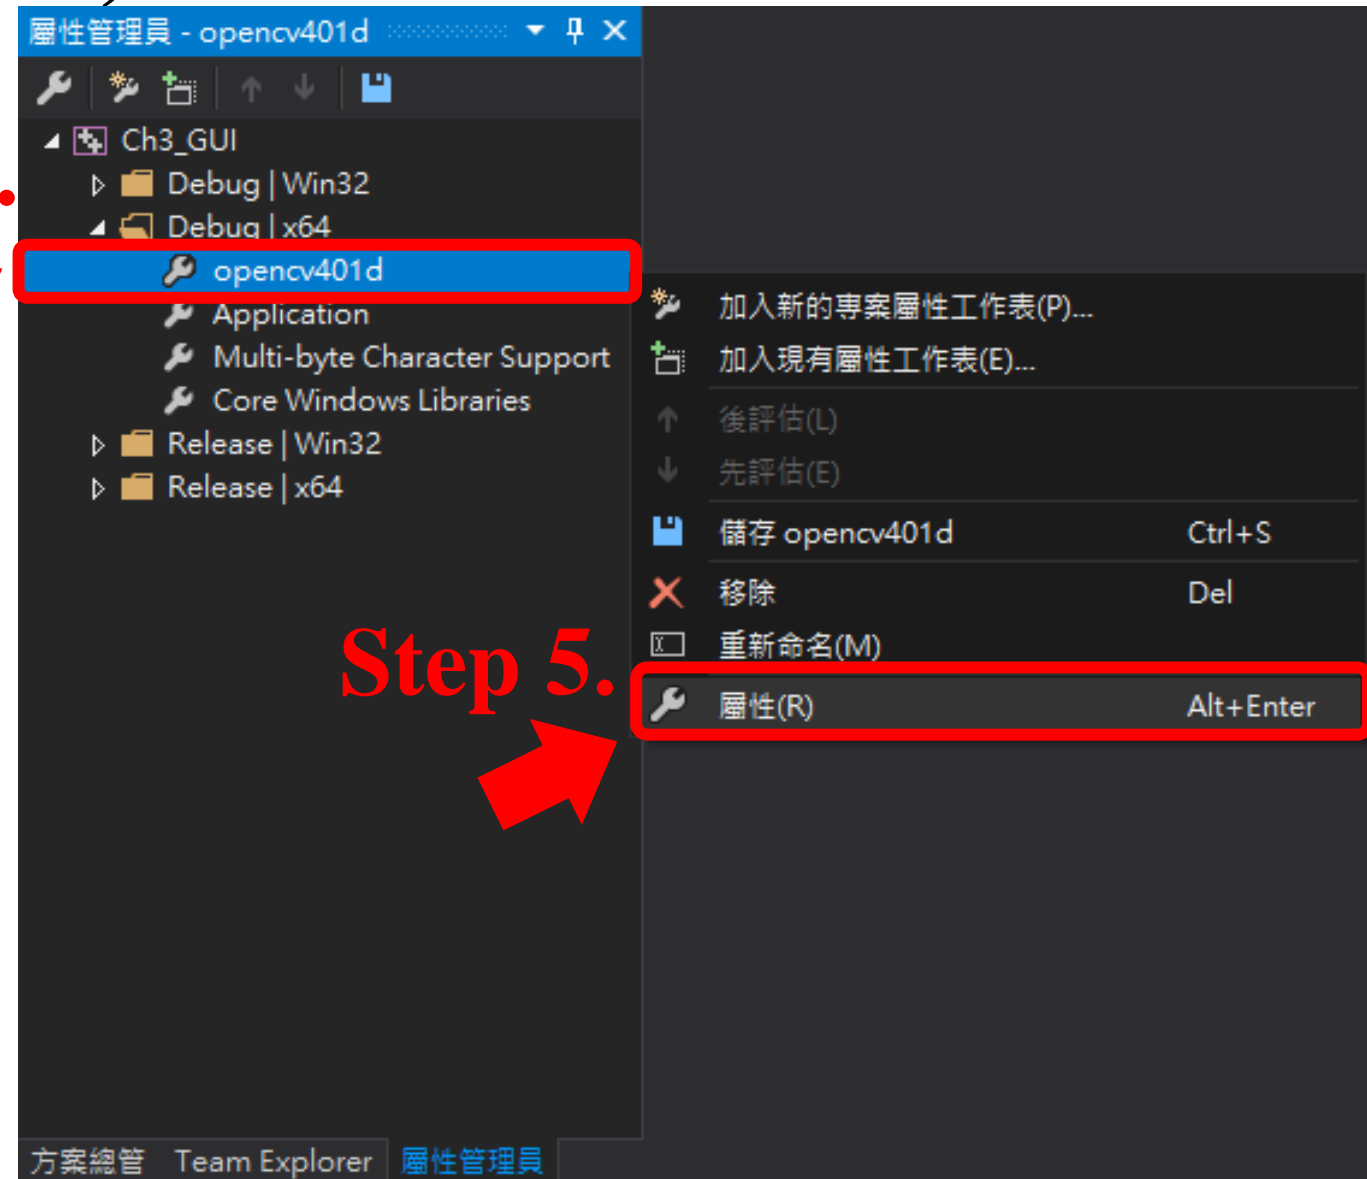 屬性管理員 - opencv401d
Ch3_GUI
Debug | Win32
Debug | x64
opencv401d
Application
Multi-byte Character Support
Core Windows Libraries
Release | Win32
Release | x64
加入新的專案屬性工作表(P)...
加入現有屬性工作表(E)...
後評估(L)
先評估(E)
儲存 opencv401d Ctrl+S
移除 Del
重新命名(M)
Step 5.
屬性(R) Alt+Enter
方案總管 Team Explorer 屬性管理員